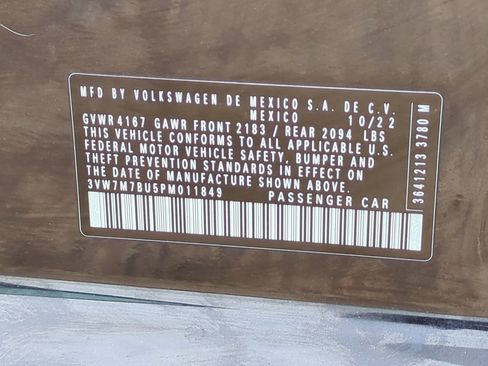 MFD BY VOLKSWAGEN DE MEXICO S.A. DE C.V.
MEXICO 10/22
GVWR 4167 GAWR FRONT 2183 / REAR 2094 LBS
THIS VEHICLE CONFORMS TO ALL APPLICABLE U.S.
FEDERAL MOTOR VEHICLE SAFETY, BUMPER AND
THEFT PREVENTION STANDARDS IN EFFECT ON
THE DATE OF MANUFACTURE SHOWN ABOVE.
3VW7M7BU5PM011849 PASSENGER CAR
3641213 3780 M